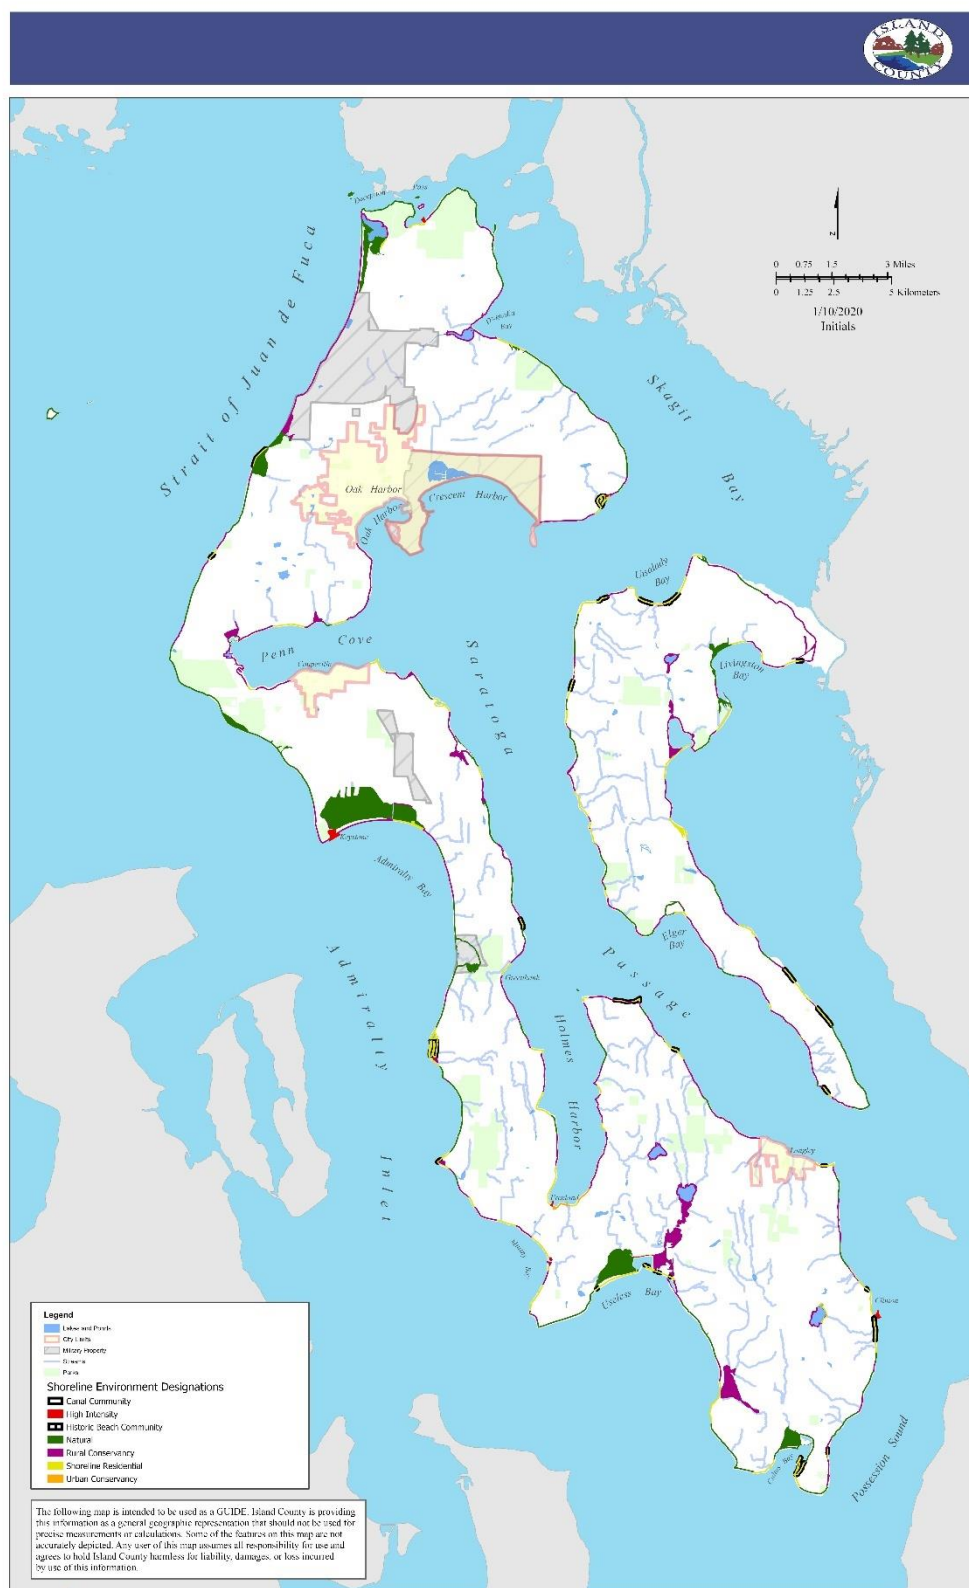 ISLAND
COUNTY
Deception Pass
Strait of Juan de Fuca
N
0 0.75 1.5 3 Miles
0 1.25 2.5 5 Kilometers
1/10/2020
Initials
Bay
Skagit
Bay
Oak Harbor
Crescent Harbor
Oak Harbor
Utsalady
Bay
Penn Cove
Saratoga
Livingston
Bay
Coupeville
Keystone
Admiralty Bay
Elger
Bay
Passage
Greenbank
Admiralty
Holmes
Harbor
Langley
Inlet
Freeland
Useless Bay
Clinton
Possession Sound
Legend
Lakes and Ponds
City Limits
Military Property
Streams
Parks
Shoreline Environment Designations
Canal Community
High Intensity
Historic Beach Community
Natural
Rural Conservancy
Shoreline Residential
Urban Conservancy
The following map is intended to be used as a GUIDE. Island County is providing
this information as a general geographic representation that should not be used for
precise measurements or calculations. Some of the features on this map are not
accurately depicted. Any user of this map assumes all responsibility for use and
agrees to hold Island County harmless for liability, damages, or loss incurred
by use of this information.